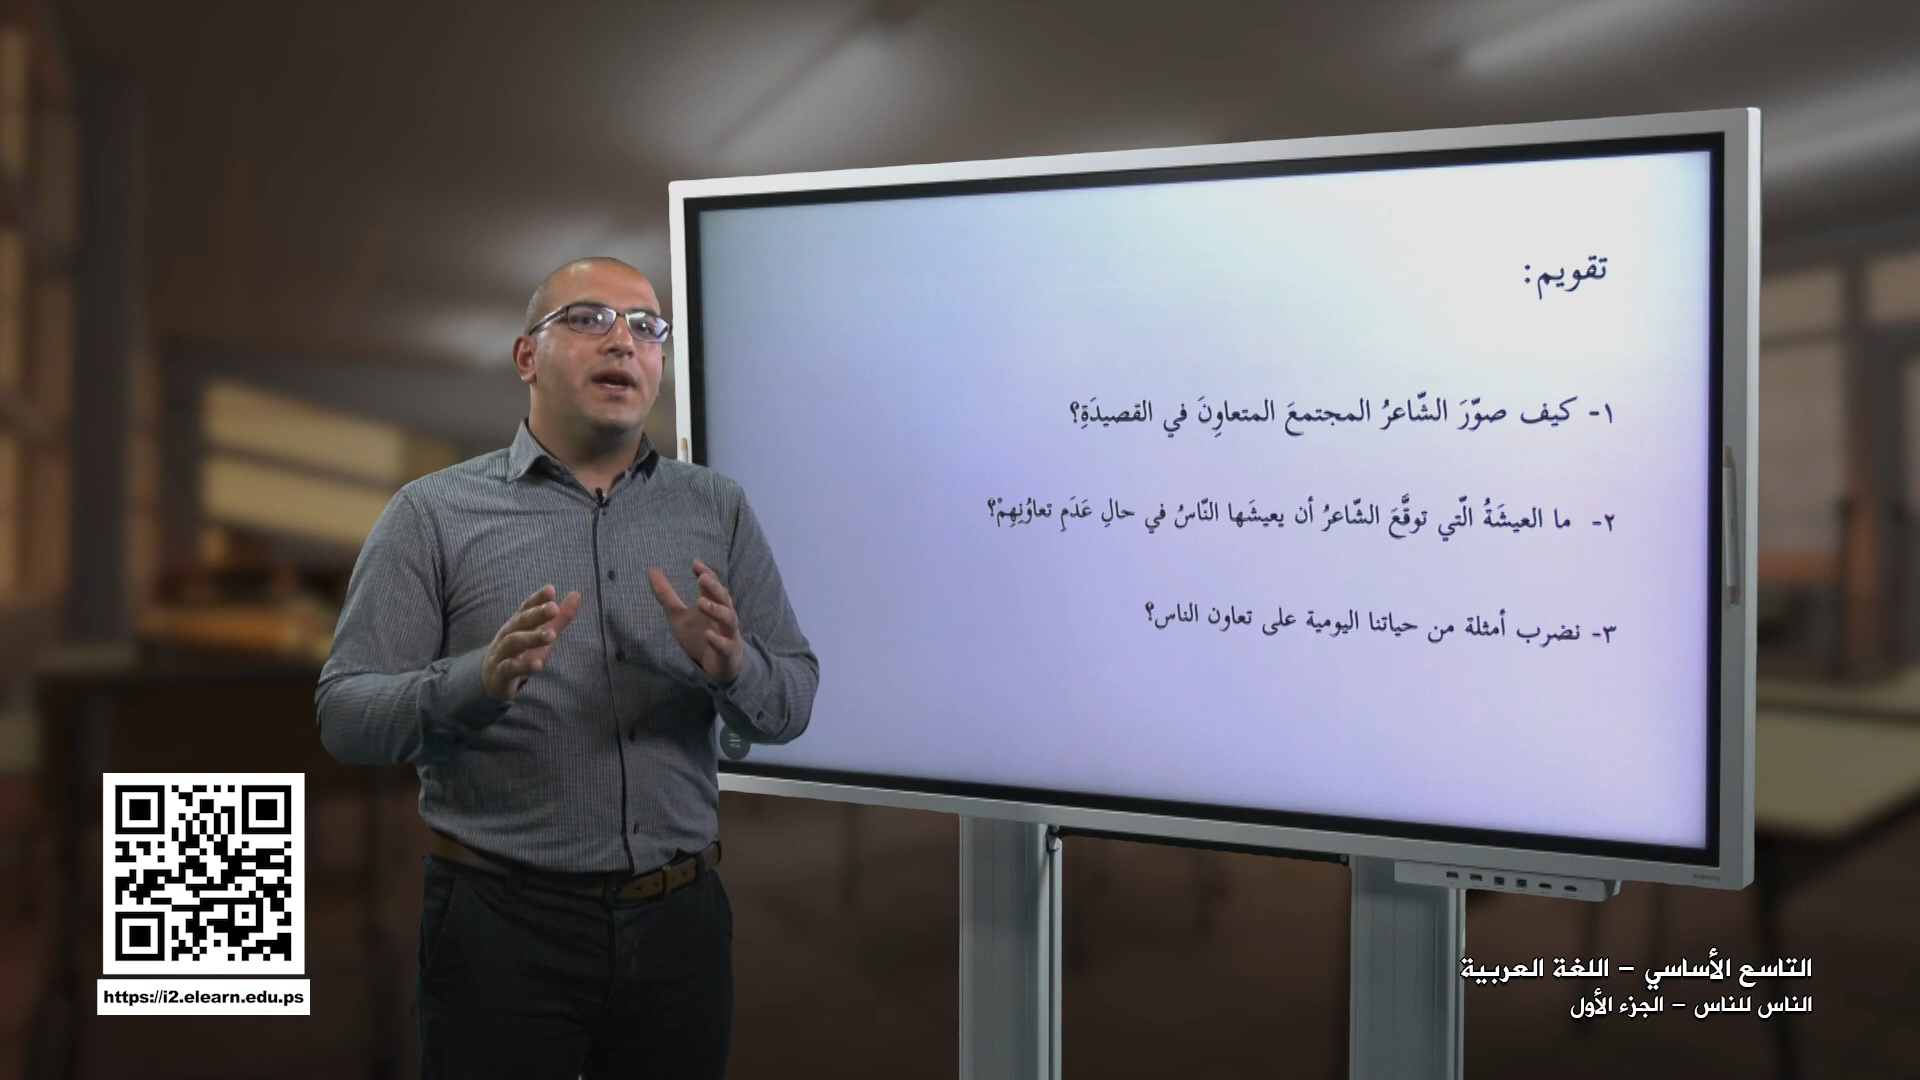 تقويم:
١- كيف صوّرَ الشّاعرُ المجتمعَ المتعاوِنَ في القصيدَةِ؟
٢- ما العيشَةُ الّتي توقَّعَ الشّاعرُ أن يعيشَها النّاسُ في حالِ عَدَمِ تعاوُنِهِمْ؟
٣- نضرب أمثلة من حياتنا اليومية على تعاون الناس؟
https://i2.elearn.edu.ps
التاسع الأساسي – اللغة العربية
الناس للناس – الجزء الأول